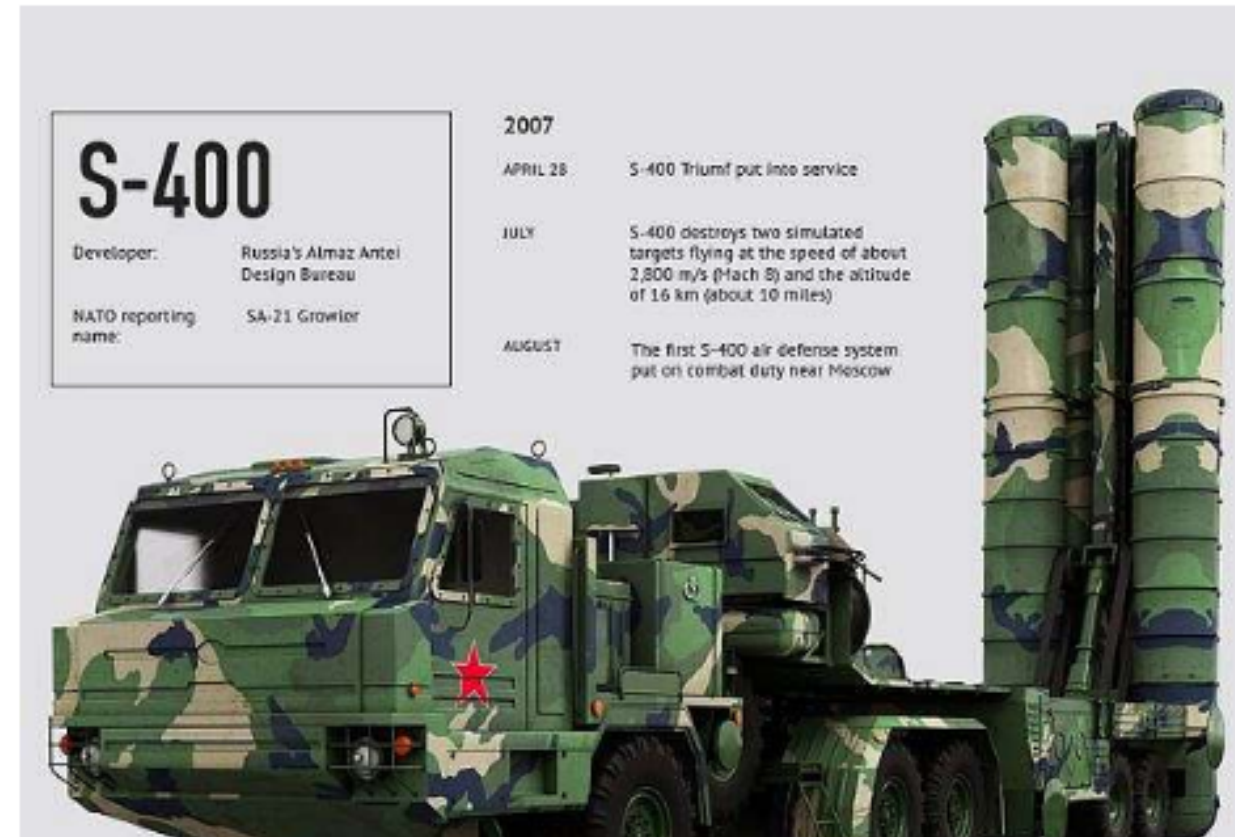 S-400
Developer:
Russia's Almaz Antei
Design Bureau
NATO reporting
name:
SA-21 Growler
2007
APRIL 28
S-400 Triumf put into service
JULY
S-400 destroys two simulated
targets flying at the speed of about
2,800 m/s (Mach 8) and the altitude
of 16 km (about 10 miles)
AUGUST
The first S-400 air defense system
put on combat duty near Moscow